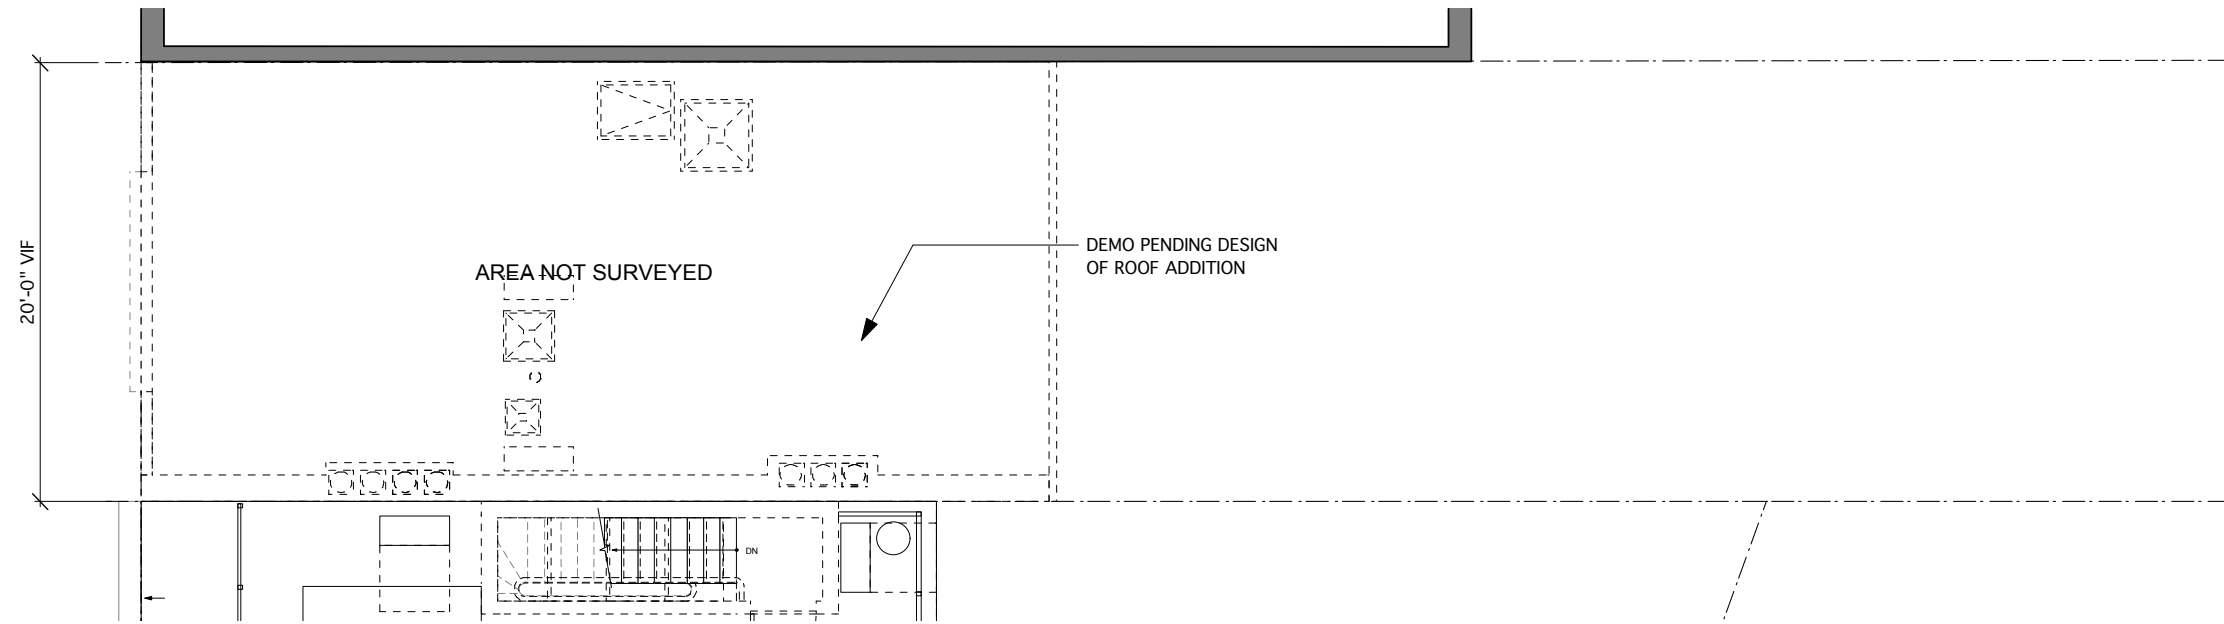 20'-0" VIF
AREA NOT SURVEYED
DEMO PENDING DESIGN
OF ROOF ADDITION
DN